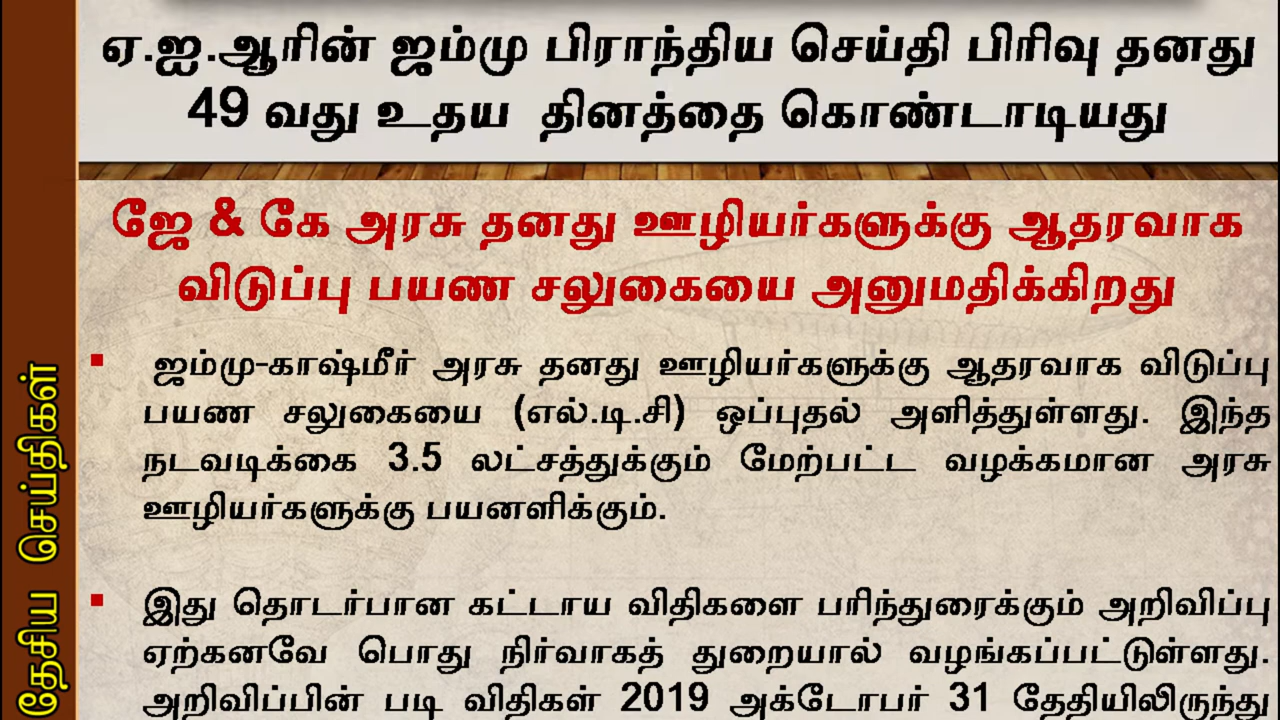 ஏ.ஐ.ஆரின் ஜம்மு பிராந்திய செய்தி பிரிவு தனது
49 வது உதய தினத்தை கொண்டாடியது
ஜே & கே அரசு தனது ஊழியர்களுக்கு ஆதரவாக
விடுப்பு பயண சலுகையை அனுமதிக்கிறது
▪ ஜம்மு-காஷ்மீர் அரசு தனது ஊழியர்களுக்கு ஆதரவாக விடுப்பு
பயண சலுகையை (எல்.டி.சி) ஒப்புதல் அளித்துள்ளது. இந்த
நடவடிக்கை 3.5 லட்சத்துக்கும் மேற்பட்ட வழக்கமான அரசு
ஊழியர்களுக்கு பயனளிக்கும்.
▪ இது தொடர்பான கட்டாய விதிகளை பரிந்துரைக்கும் அறிவிப்பு
ஏற்கனவே பொது நிர்வாகத் துறையால் வழங்கப்பட்டுள்ளது.
அறிவிப்பின் படி விதிகள் 2019 அக்டோபர் 31 தேதியிலிருந்து
தேசிய செய்திகள்